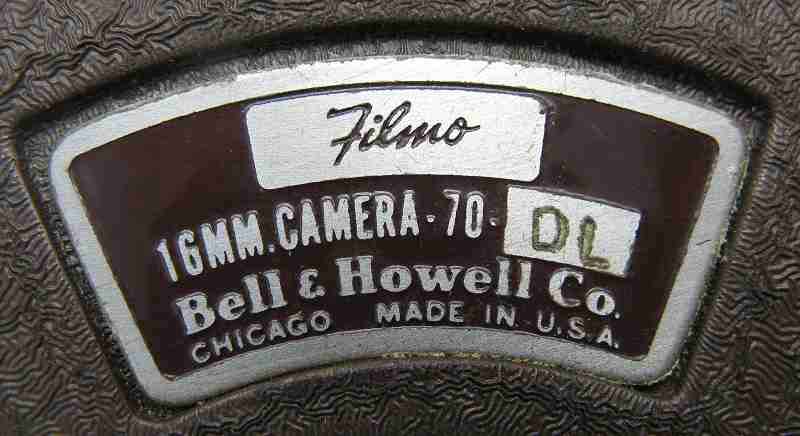 Filmo
16MM. CAMERA · 70 · DL
Bell & Howell Co.
CHICAGO MADE IN U.S.A.